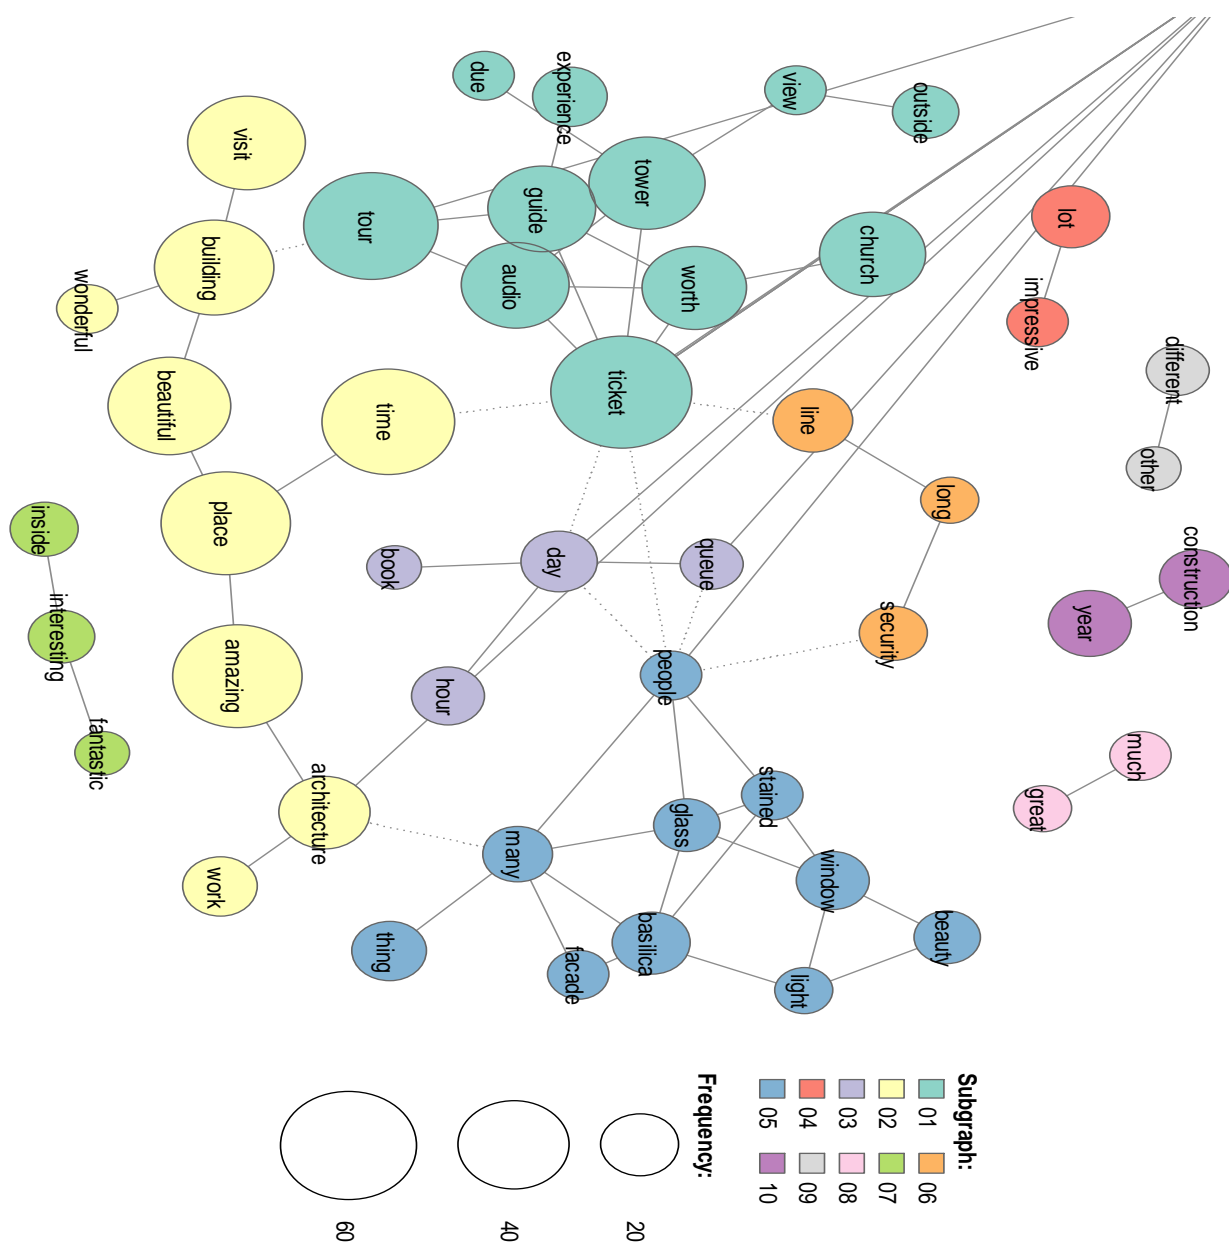 due
experience
view
outside
visit
tower
guide
tour
lot
church
building
audio
worth
wonderful
impressive
different
ticket
beautiful
time
line
other
long
place
inside
book
day
queue
construction
year
interesting
security
people
amazing
hour
fantastic
much
great
stained
architecture
glass
many
window
work
basilica
beauty
thing
facade
light
Subgraph:
01
02
03
04
05
06
07
08
09
10
Frequency:
20
40
60